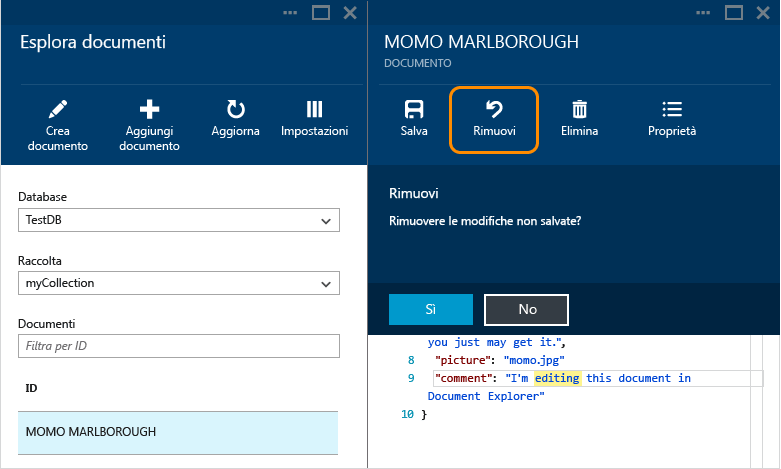 Esplora documenti
Crea
documento
Aggiungi
documento
Aggiorna
Impostazioni
Database
TestDB
Raccolta
myCollection
Documenti
Filtra per ID
ID
MOMO MARLBOROUGH
MOMO MARLBOROUGH
DOCUMENTO
Salva
Rimuovi
Elimina
Proprietà
Rimuovi
Rimuovere le modifiche non salvate?
Sì
No
you just may get it.",
8 "picture": "momo.jpg"
9 "comment": "I'm editing this document in
Document Explorer"
10 }